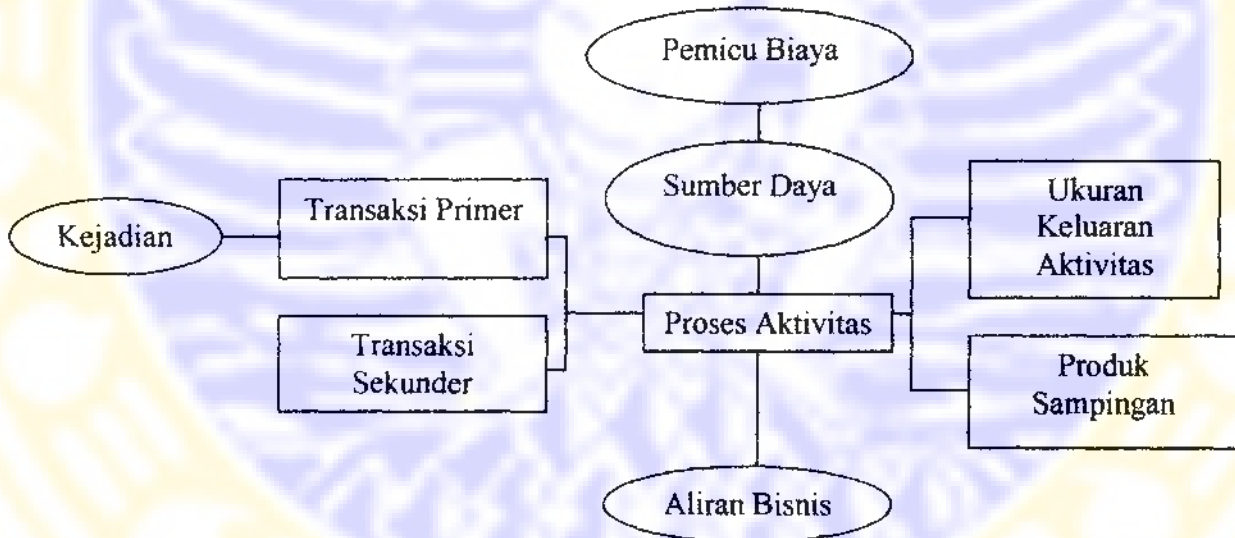 Pemicu Biaya
Sumber Daya
Ukuran
Keluaran
Aktivitas
Transaksi Primer
Kejadian
Proses Aktivitas
Transaksi
Sekunder
Produk
Sampingan
Aliran Bisnis